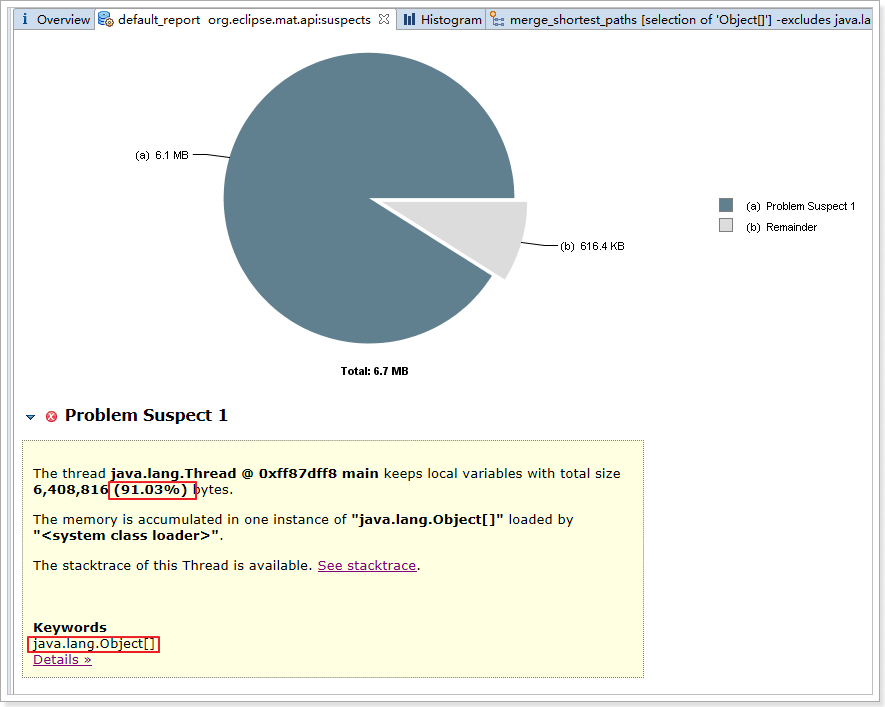 i Overview default_report org.eclipse.mat.api:suspects Histogram merge_shortest_paths [selection of 'Object[]'] -excludes java.la
(a) 6.1 MB
(a) Problem Suspect 1
(b) Remainder
(b) 616.4 KB
Total: 6.7 MB
Problem Suspect 1
The thread java.lang.Thread @ 0xff87dff8 main keeps local variables with total size
6,408,816 (91.03%) bytes.
The memory is accumulated in one instance of "java.lang.Object[]" loaded by
"<system class loader>".
The stacktrace of this Thread is available. See stacktrace.
Keywords
java.lang.Object[]
Details »